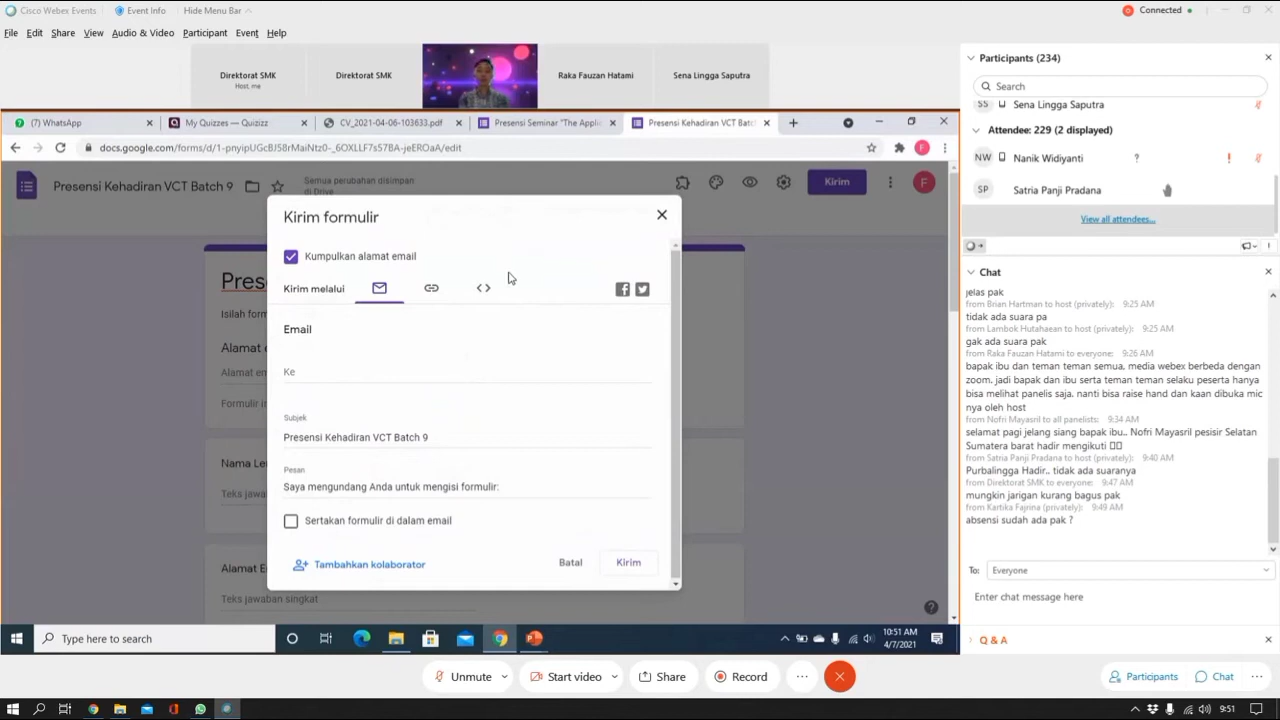 Cisco Webex Events
Event Info
Hide Menu Bar
Connected
File
Edit
Share
View
Audio & Video
Participant
Event
Help
Direktorat SMK
Host, me
Direktorat SMK
Raka Fauzan Hatami
Sena Lingga Saputra
(7) WhatsApp
My Quizzes — Quizizz
CV_2021-04-06-103633.pdf
Presensi Seminar "The Applic
Presensi Kehadiran VCT Batc
docs.google.com/forms/d/1-pnyipUGcBJ58rMaiNtz0-_6OXLLF7s57BA-jeEROaA/edit
F
Presensi Kehadiran VCT Batch 9
Semua perubahan disimpan
di Drive
Kirim
F
Pres
Isilah form
Alamat e
Alamat em
Formulir in
Nama Le
Teks jawab
Alamat E
Teks jawaban singkat
Kirim formulir
Kumpulkan alamat email
Kirim melalui
Email
Ke
Subjek
Presensi Kehadiran VCT Batch 9
Pesan
Saya mengundang Anda untuk mengisi formulir:
Sertakan formulir di dalam email
Tambahkan kolaborator
Batal
Kirim
Type here to search
10:51 AM
4/7/2021
Unmute
Start video
Share
Record
Participants (234)
Search
SS
Sena Lingga Saputra
Attendee: 229 (2 displayed)
NW
Nanik Widiyanti
?
!
SP
Satria Panji Pradana
View all attendees...
Chat
jelas pak
from Brian Hartman to host (privately): 9:25 AM
tidak ada suara pa
from Lambok Hutahaean to host (privately): 9:25 AM
gak ada suara pak
from Raka Fauzan Hatami to everyone: 9:26 AM
bapak ibu dan teman teman semua, media webex berbeda dengan
zoom. jadi bapak dan ibu serta teman teman selaku peserta hanya
bisa melihat panelis saja. nanti bisa raise hand dan kaan dibuka mic
nya oleh host
from Nofri Mayasril to all panelists: 9:34 AM
selamat pagi jelang siang bapak ibu.. Nofri Mayasril pesisir Selatan
Sumatera barat hadir mengikuti
from Satria Panji Pradana to host (privately): 9:40 AM
Purbalingga Hadir.. tidak ada suaranya
from Direktorat SMK to everyone: 9:47 AM
mungkin jarigan kurang bagus pak
from Kartika Fajrina (privately): 9:49 AM
absensi sudah ada pak ?
To:
Everyone
Enter chat message here
Q & A
Participants
Chat
9:51